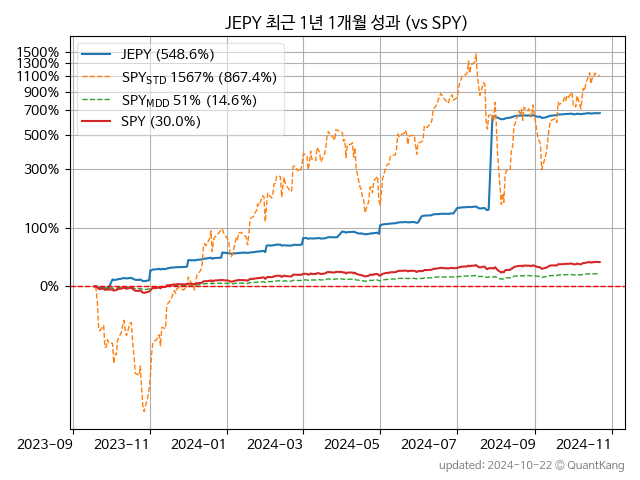 JEPY 최근 1년 1개월 성과 (vs SPY)
JEPY (548.6%)
SPY_STD 1567% (867.4%)
SPY_MDD 51% (14.6%)
SPY (30.0%)
1500%
1300%
1100%
900%
700%
500%
300%
100%
0%
2023-09
2023-11
2024-01
2024-03
2024-05
2024-07
2024-09
2024-11
updated: 2024-10-22 © QuantKang